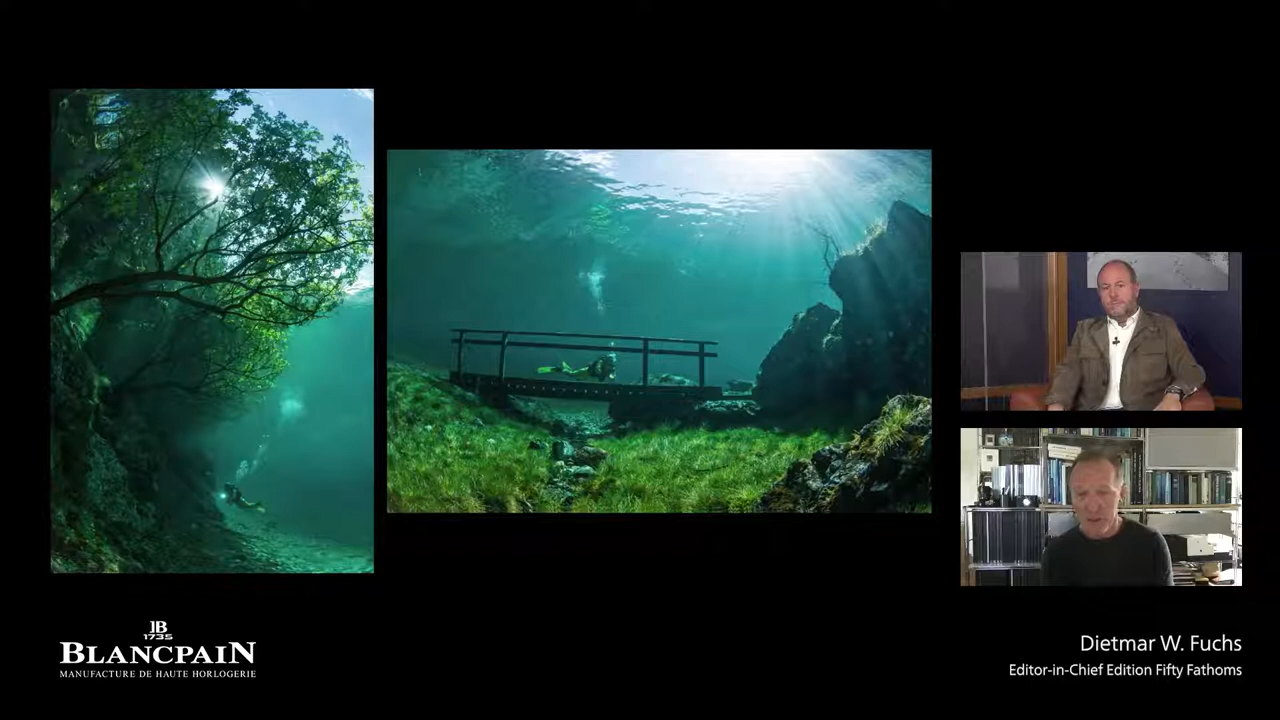 JB
1735
BLANCPAIN
MANUFACTURE DE HAUTE HORLOGERIE
Dietmar W. Fuchs
Editor-in-Chief Edition Fifty Fathoms